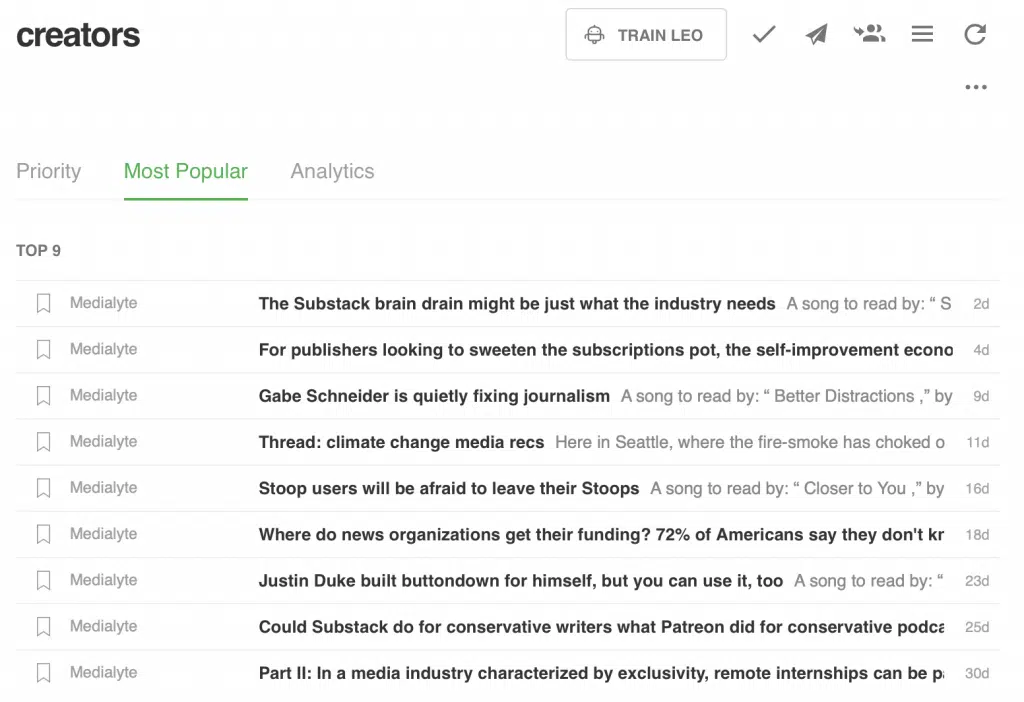 creators
TRAIN LEO
Priority Most Popular Analytics
TOP 9
Medialyte The Substack brain drain might be just what the industry needs A song to read by: “ S 2d
Medialyte For publishers looking to sweeten the subscriptions pot, the self-improvement econo 4d
Medialyte Gabe Schneider is quietly fixing journalism A song to read by: “ Better Distractions ,” by 9d
Medialyte Thread: climate change media recs Here in Seattle, where the fire-smoke has choked o 11d
Medialyte Stoop users will be afraid to leave their Stoops A song to read by: “ Closer to You ,” by 16d
Medialyte Where do news organizations get their funding? 72% of Americans say they don't kr 18d
Medialyte Justin Duke built buttondown for himself, but you can use it, too A song to read by: “ 23d
Medialyte Could Substack do for conservative writers what Patreon did for conservative podca 25d
Medialyte Part II: In a media industry characterized by exclusivity, remote internships can be pa 30d